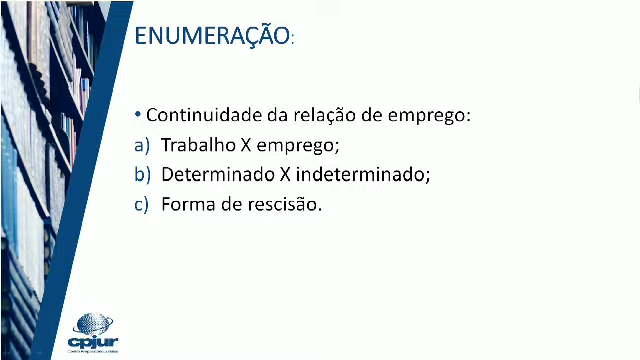 ENUMERAÇÃO:
• Continuidade da relação de emprego:
a) Trabalho X emprego;
b) Determinado X indeterminado;
c) Forma de rescisão.
cpjur